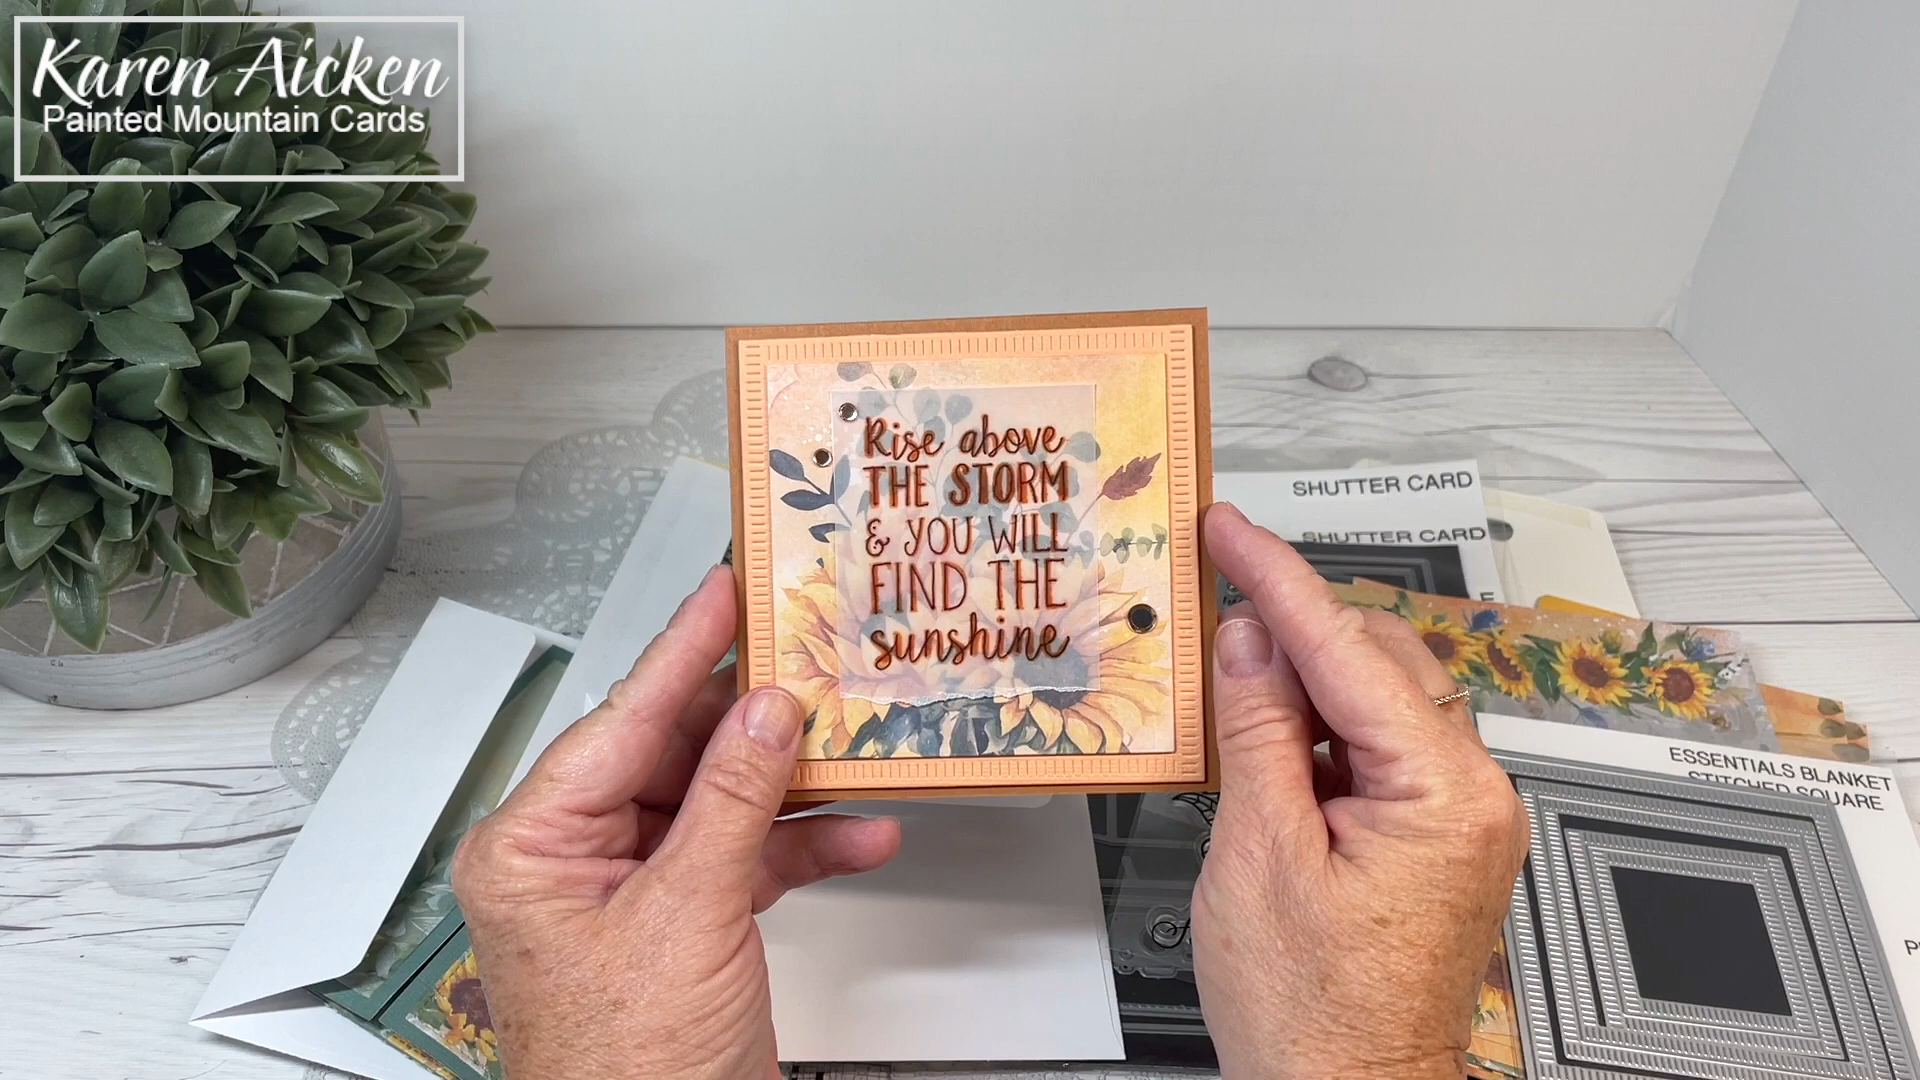 Karen Aicken
Painted Mountain Cards
Rise above
THE STORM
& YOU WILL
FIND THE
sunshine
SHUTTER CARD
SHUTTER CARD
ESSENTIALS BLANKET
STITCHED SQUARE